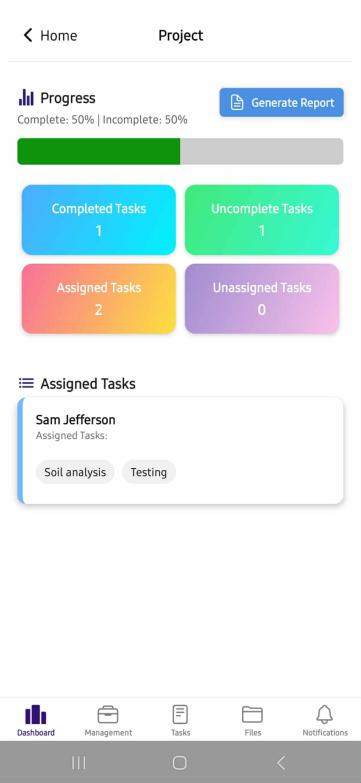 Home
Project
Progress
Generate Report
Complete: 50% | Incomplete: 50%
Completed Tasks
1
Uncomplete Tasks
1
Assigned Tasks
2
Unassigned Tasks
0
Assigned Tasks
Sam Jefferson
Assigned Tasks:
Soil analysis
Testing
Dashboard
Management
Tasks
Files
Notifications